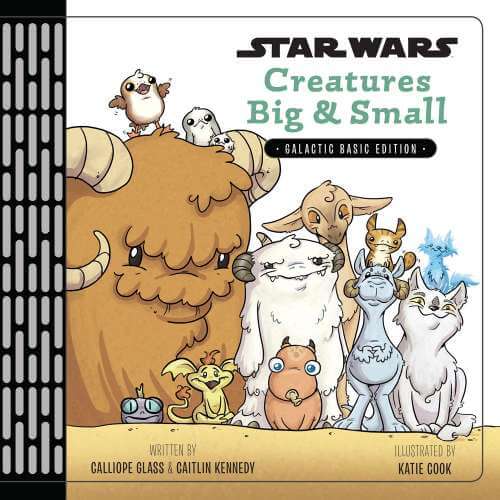 STAR WARS
Creatures
Big & Small
• GALACTIC BASIC EDITION •
WRITTEN BY
CALLIOPE GLASS & CAITLIN KENNEDY
ILLUSTRATED BY
KATIE COOK